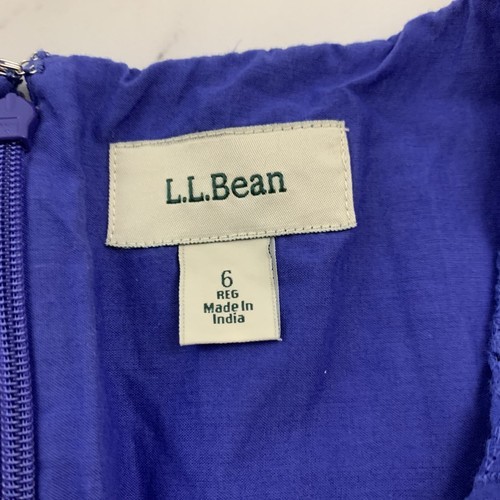 L.L.Bean
6
REG
Made In
India